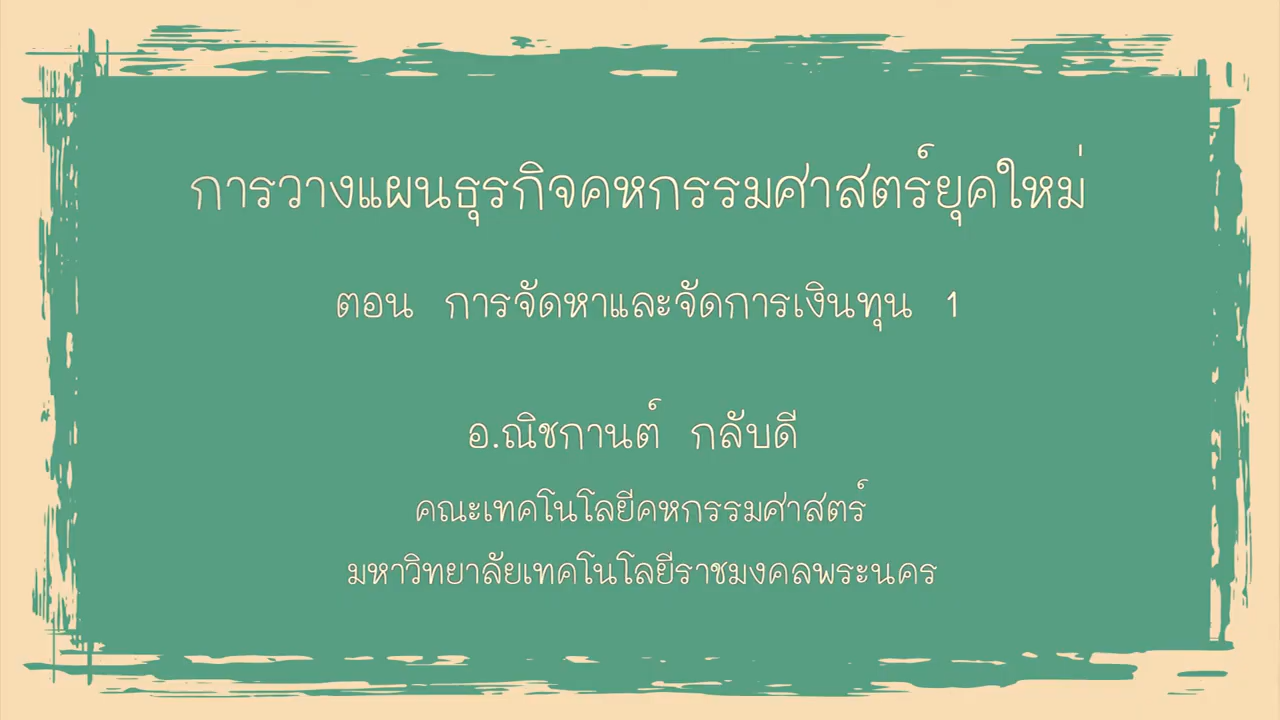 การวางแผนธุรกิจคหกรรมศาสตร์ยุคใหม่
ตอน การจัดหาและจัดการเงินทุน 1
อ.ณิชกานต์ กลับดี
คณะเทคโนโลยีคหกรรมศาสตร์
มหาวิทยาลัยเทคโนโลยีราชมงคลพระนคร